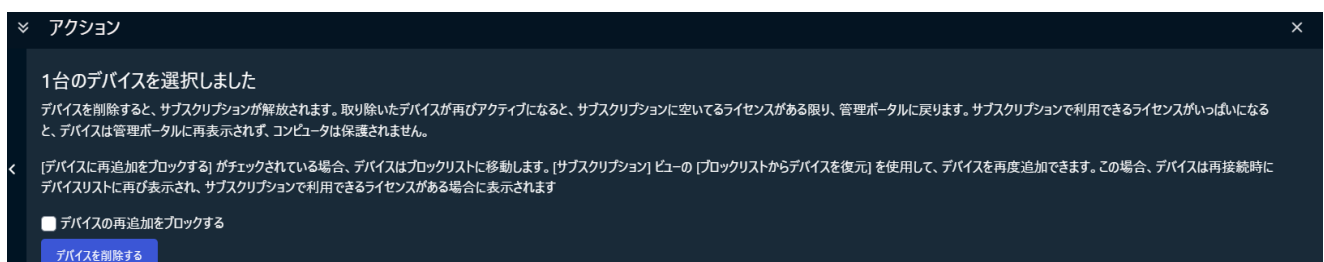 アクション
1台のデバイスを選択しました
デバイスを削除すると、サブスクリプションが解放されます。取り除いたデバイスが再びアクティブになると、サブスクリプションに空いてるライセンスがある限り、管理ポータルに戻ります。サブスクリプションで利用できるライセンスがいっぱいになる
と、デバイスは管理ポータルに再表示されず、コンピュータは保護されません。
[デバイスに再追加をブロックする] がチェックされている場合、デバイスはブロックリストに移動します。[サブスクリプション] ビューの [ブロックリストからデバイスを復元] を使用して、デバイスを再度追加できます。この場合、デバイスは再接続時に
デバイスリストに再び表示され、サブスクリプションで利用できるライセンスがある場合に表示されます
デバイスの再追加をブロックする
デバイスを削除する